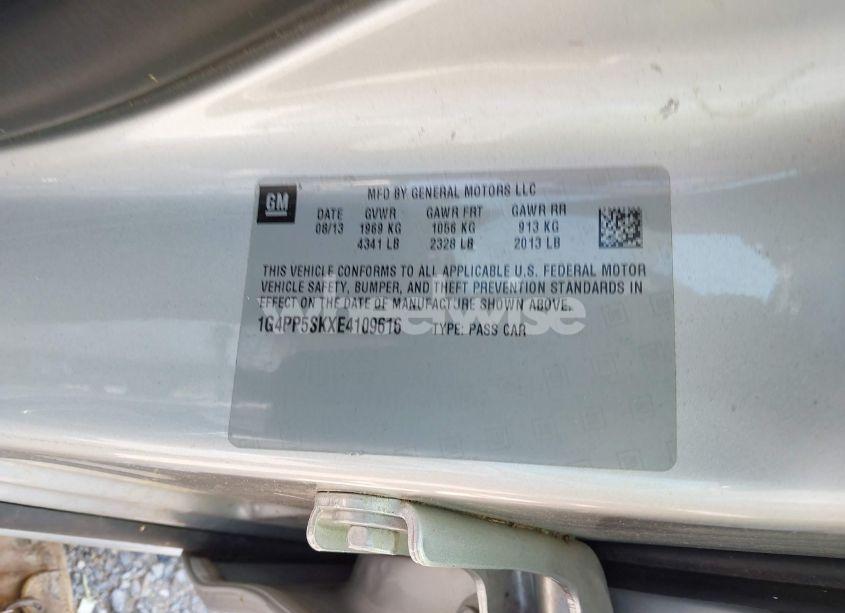 GM
MFD BY GENERAL MOTORS LLC
DATE GVWR GAWR FRT GAWR RR
08/13 1969 KG 1056 KG 913 KG
4341 LB 2328 LB 2013 LB
THIS VEHICLE CONFORMS TO ALL APPLICABLE U.S. FEDERAL MOTOR
VEHICLE SAFETY, BUMPER, AND THEFT PREVENTION STANDARDS IN
EFFECT ON THE DATE OF MANUFACTURE SHOWN ABOVE.
wheelwise
1G4PP5SKXE4109616 TYPE: PASS CAR